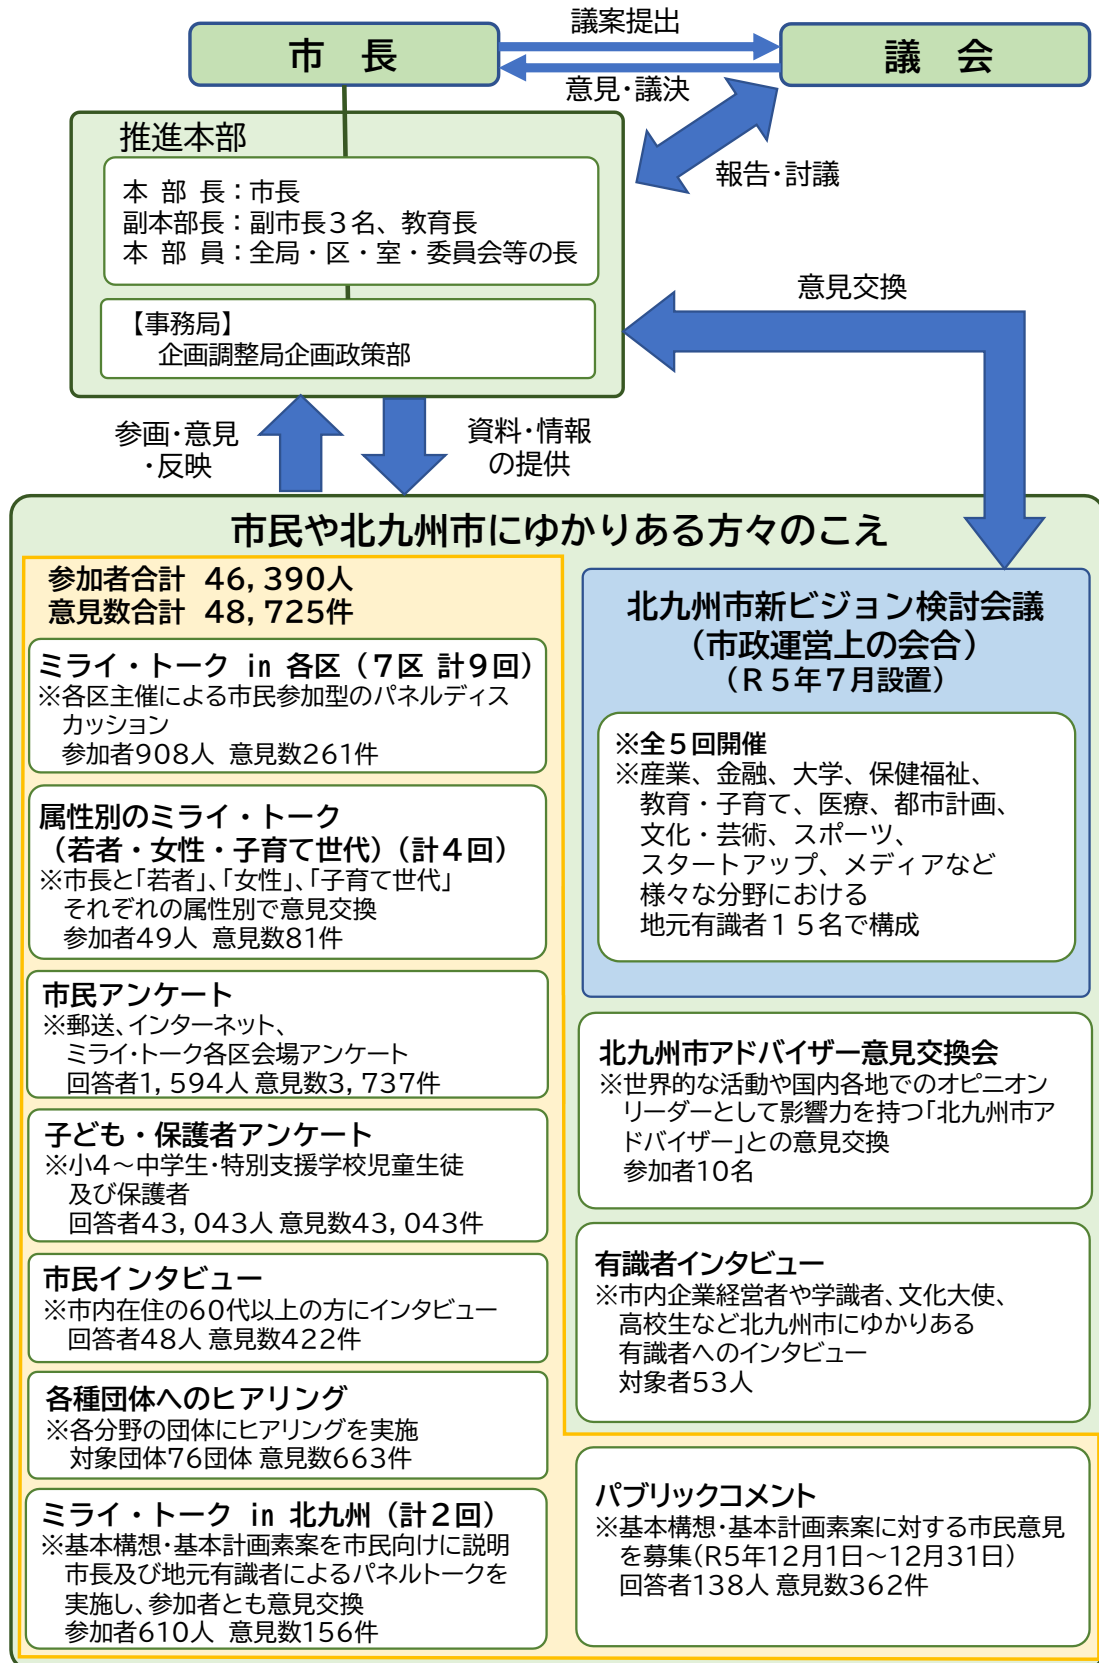 市　長
議案提出
議　会
意見・議決
推進本部
本 部 長：市長
副本部長：副市長３名、教育長
本 部 員：全局・区・室・委員会等の長
報告・討議
【事務局】
企画調整局企画政策部
意見交換
参画・意見
・反映
資料・情報
の提供
市民や北九州市にゆかりある方々のこえ
参加者合計 46,390人
意見数合計 48,725件
ミライ・トーク in 各区（７区 計９回）
※各区主催による市民参加型のパネルディス
カッション
参加者908人 意見数261件
属性別のミライ・トーク
（若者・女性・子育て世代）（計４回）
※市長と「若者」、「女性」、「子育て世代」
それぞれの属性別で意見交換
参加者49人 意見数81件
市民アンケート
※郵送、インターネット、
ミライ・トーク各区会場アンケート
回答者1,594人 意見数3,737件
子ども・保護者アンケート
※小4～中学生・特別支援学校児童生徒
及び保護者
回答者43,043人 意見数43,043件
市民インタビュー
※市内在住の60代以上の方にインタビュー
回答者48人 意見数422件
各種団体へのヒアリング
※各分野の団体にヒアリングを実施
対象団体76団体 意見数663件
ミライ・トーク in 北九州（計２回）
※基本構想・基本計画素案を市民向けに説明
市長及び地元有識者によるパネルトークを
実施し、参加者とも意見交換
参加者610人 意見数156件
北九州市新ビジョン検討会議
（市政運営上の会合）
（Ｒ５年７月設置）
※全５回開催
※産業、金融、大学、保健福祉、
教育・子育て、医療、都市計画、
文化・芸術、スポーツ、
スタートアップ、メディアなど
様々な分野における
地元有識者１５名で構成
北九州市アドバイザー意見交換会
※世界的な活動や国内各地でのオピニオン
リーダーとして影響力を持つ「北九州市ア
ドバイザー」との意見交換
参加者10名
有識者インタビュー
※市内企業経営者や学識者、文化大使、
高校生など北九州市にゆかりある
有識者へのインタビュー
対象者53人
パブリックコメント
※基本構想・基本計画素案に対する市民意見
を募集(R5年12月1日～12月31日)
回答者138人 意見数362件